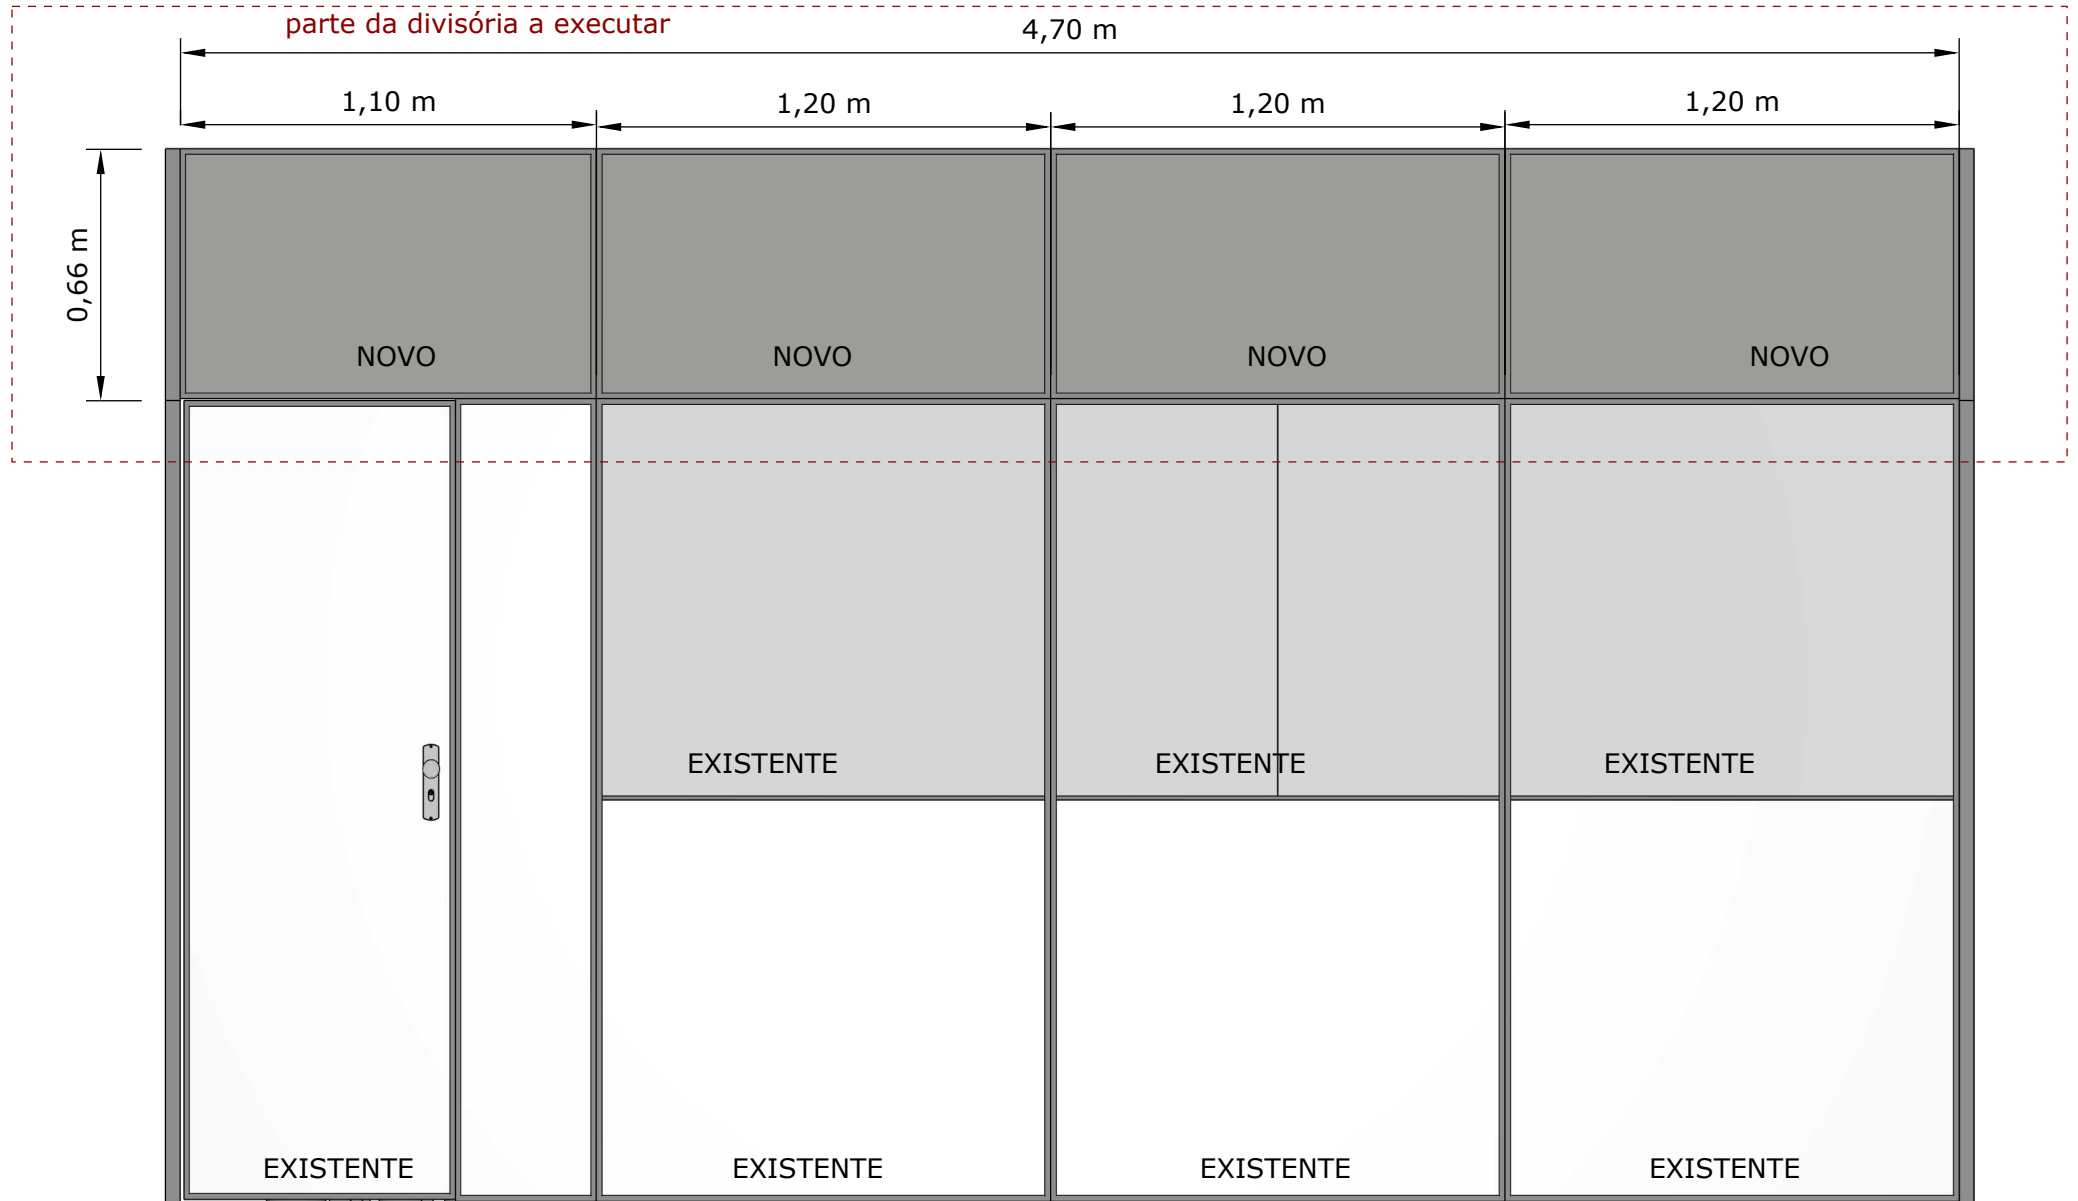 parte da divisória a executar
4,70 m
1,10 m
1,20 m
1,20 m
1,20 m
0,66 m
NOVO
NOVO
NOVO
NOVO
EXISTENTE
EXISTENTE
EXISTENTE
EXISTENTE
EXISTENTE
EXISTENTE
EXISTENTE